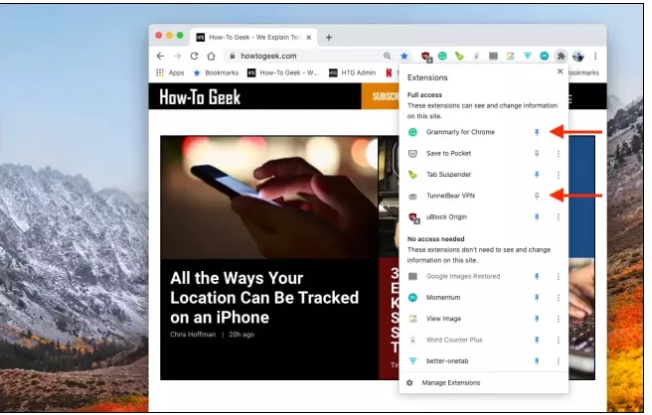 How-To Geek - We Explain Tec
howtogeek.com
Apps Bookmarks How-To Geek - W... HTG Admin
ookmarks
How-To Geek
SUBSC
Extensions
Full access
These extensions can see and change information
on this site.
Grammarly for Chrome
Save to Pocket
Tab Suspender
TunnelBear VPN
uBlock Origin
No access needed
These extensions don't need to see and change
information on this site.
Google Images Restored
Momentum
View Image
Word Counter Plus
better-onetab
Manage Extensions
All the Ways Your
Location Can Be Tracked
on an iPhone
Chris Hoffman | 20h ago
3
E
K
S
S
T